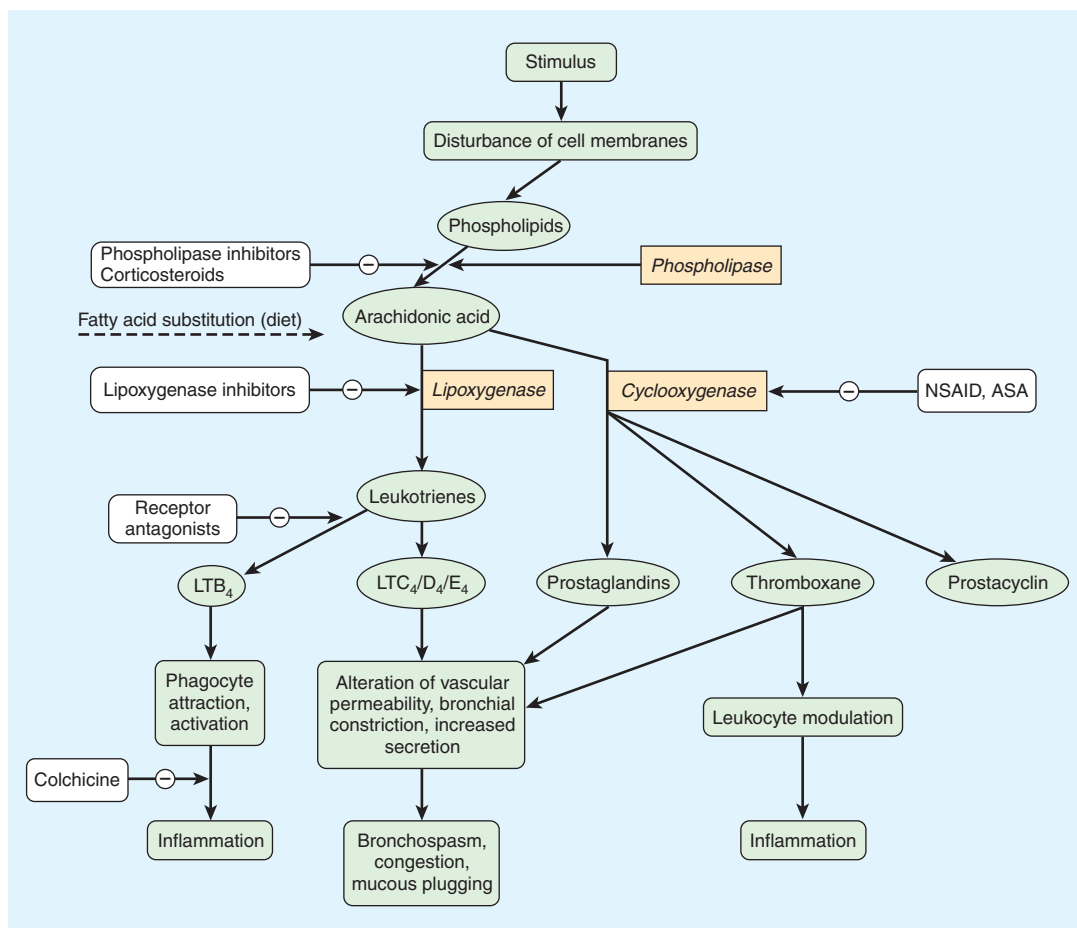 Stimulus
Disturbance of cell membranes
Phospholipids
Phospholipase inhibitors
Corticosteroids
–
Phospholipase
Arachidonic acid
Fatty acid substitution (diet)
Lipoxygenase inhibitors
–
Lipoxygenase
Cyclooxygenase
–
NSAID, ASA
Leukotrienes
Receptor
antagonists
–
LTB₄
LTC₄/D₄/E₄
Prostaglandins
Thromboxane
Prostacyclin
Phagocyte
attraction,
activation
Alteration of vascular
permeability, bronchial
constriction, increased
secretion
Leukocyte modulation
Colchicine
–
Inflammation
Bronchospasm,
congestion,
mucous plugging
Inflammation